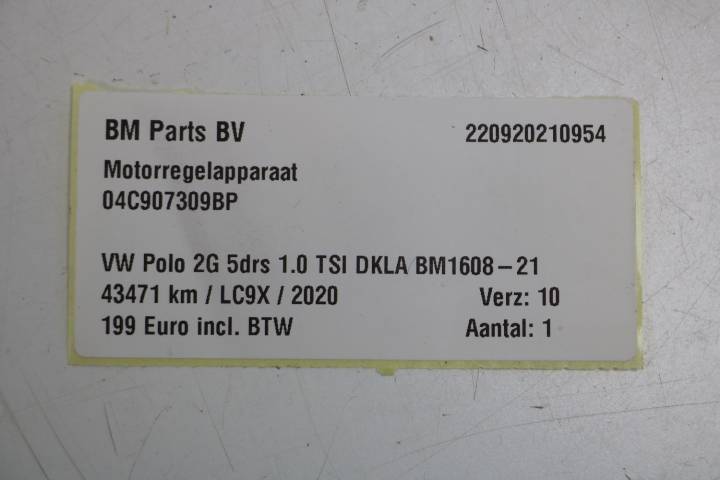 BM Parts BV 220920210954
Motorregelapparaat
04C907309BP
VW Polo 2G 5drs 1.0 TSI DKLA BM1608-21
43471 km / LC9X / 2020 Verz: 10
199 Euro incl. BTW Aantal: 1